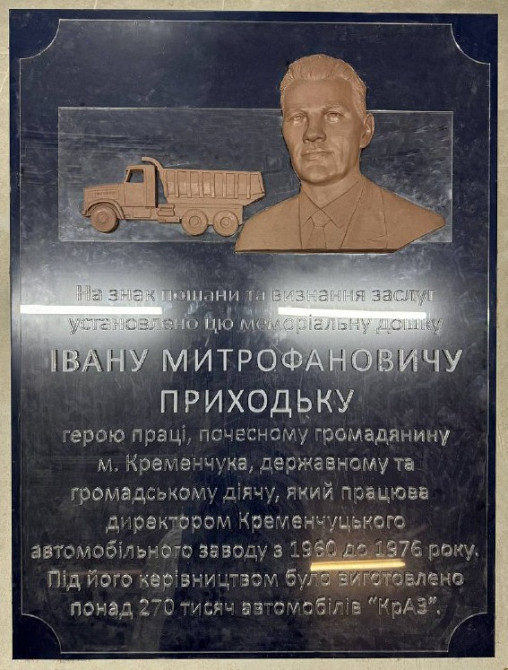 На знак пошани та визнання заслуг
установлено цю меморіальну дошку
ІВАНУ МИТРОФАНОВИЧУ
ПРИХОДЬКУ
герою праці, почесному громадянину
м. Кременчука, державному та
громадському діячу, який працюва
директором Кременчуцького
автомобільного заводу з 1960 до 1976 року.
Під його керівництвом було виготовлено
понад 270 тисяч автомобілів “КрАЗ”.